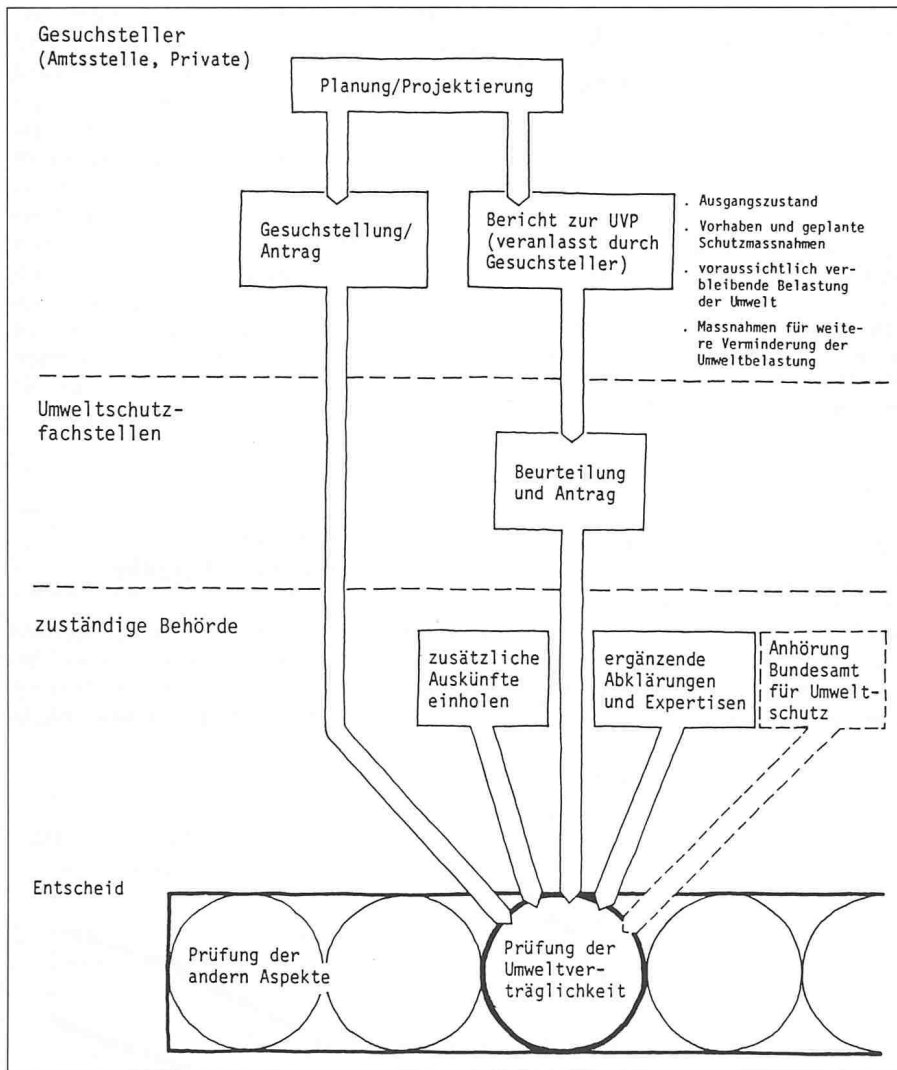 Gesuchsteller
(Amtsstelle, Private)
Planung/Projektierung
Gesuchstellung/
Antrag
Bericht zur UVP
(veranlasst durch
Gesuchsteller)
. Ausgangszustand
. Vorhaben und geplante
Schutzmassnahmen
. voraussichtlich ver-
bleibende Belastung
der Umwelt
. Massnahmen für weite-
re Verminderung der
Umweltbelastung
Umweltschutz-
fachstellen
Beurteilung
und Antrag
zuständige Behörde
zusätzliche
Auskünfte
einholen
ergänzende
Abklärungen
und Expertisen
Anhörung
Bundesamt
für Umwelt-
schutz
Entscheid
Prüfung der
andern Aspekte
Prüfung der
Umweltver-
träglichkeit